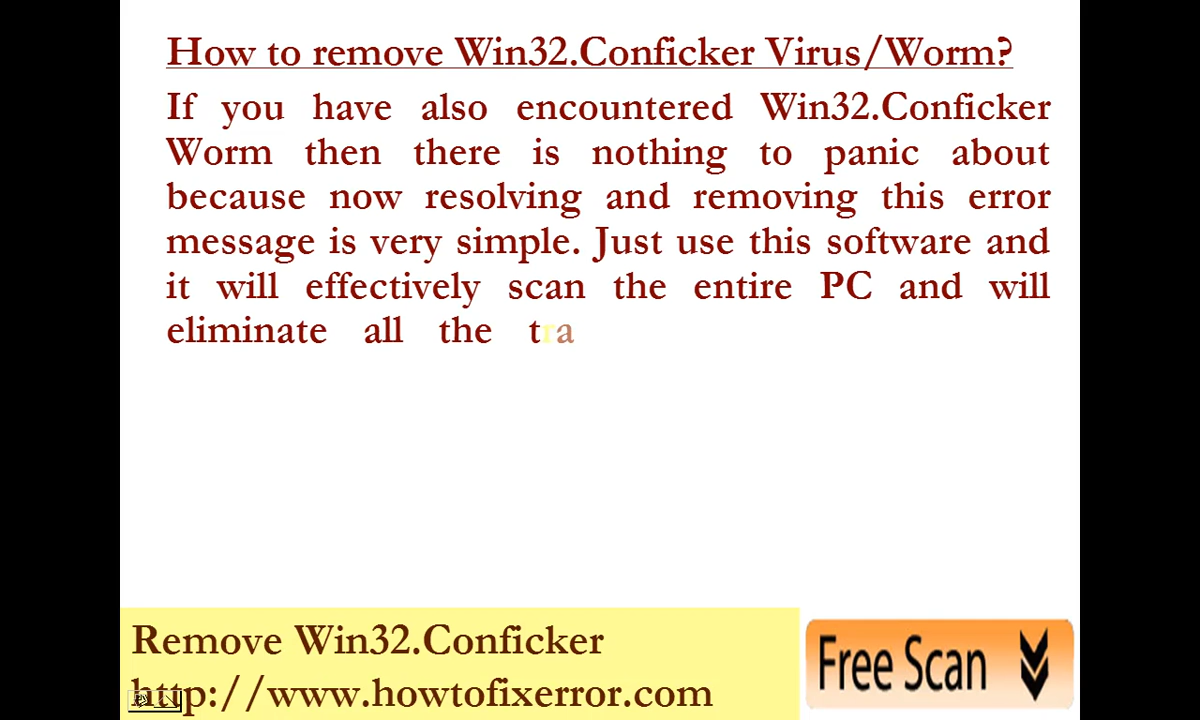 How to remove Win32.Conficker Virus/Worm?
If you have also encountered Win32.Conficker
Worm then there is nothing to panic about
because now resolving and removing this error
message is very simple. Just use this software and
it will effectively scan the entire PC and will
eliminate all the tra
Remove Win32.Conficker
http://www.howtofixerror.com
Free Scan